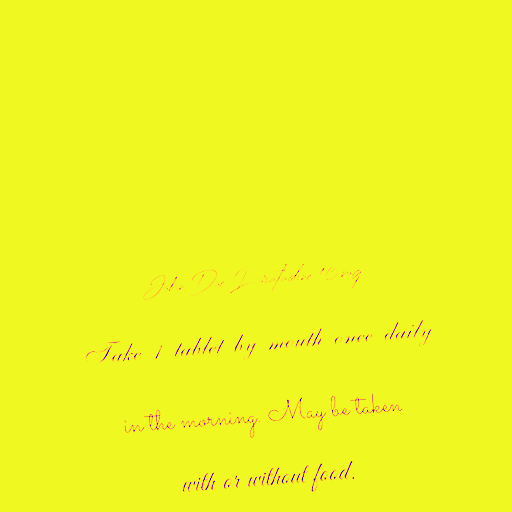 John Doe Loratadine 10 mg
Take 1 tablet by mouth once daily
in the morning. May be taken
with or without food.